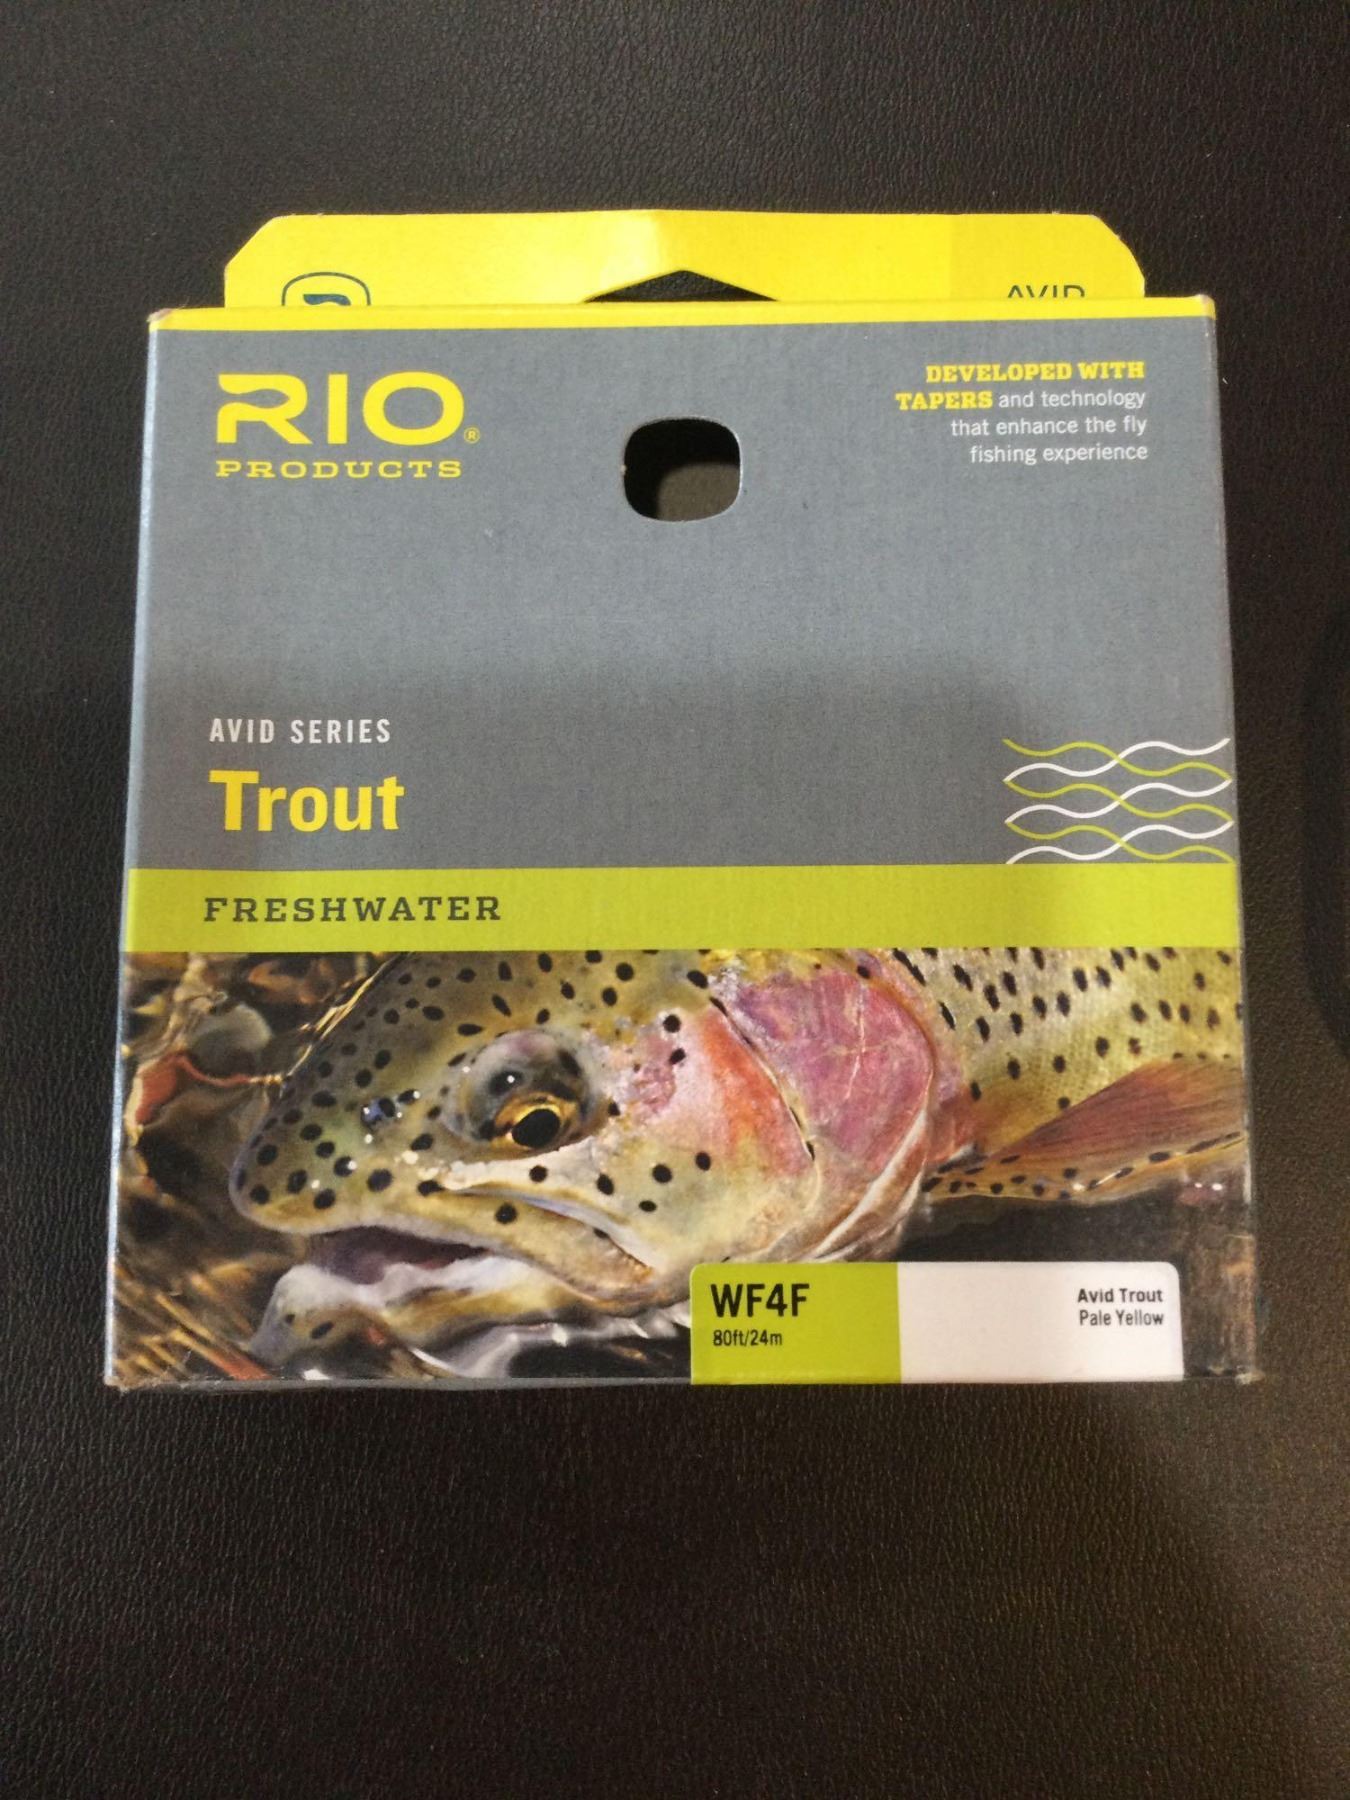 AVID
RIO®
PRODUCTS
DEVELOPED WITH
TAPERS and technology
that enhance the fly
fishing experience
AVID SERIES
Trout
FRESHWATER
WF4F
80ft/24m
Avid Trout
Pale Yellow